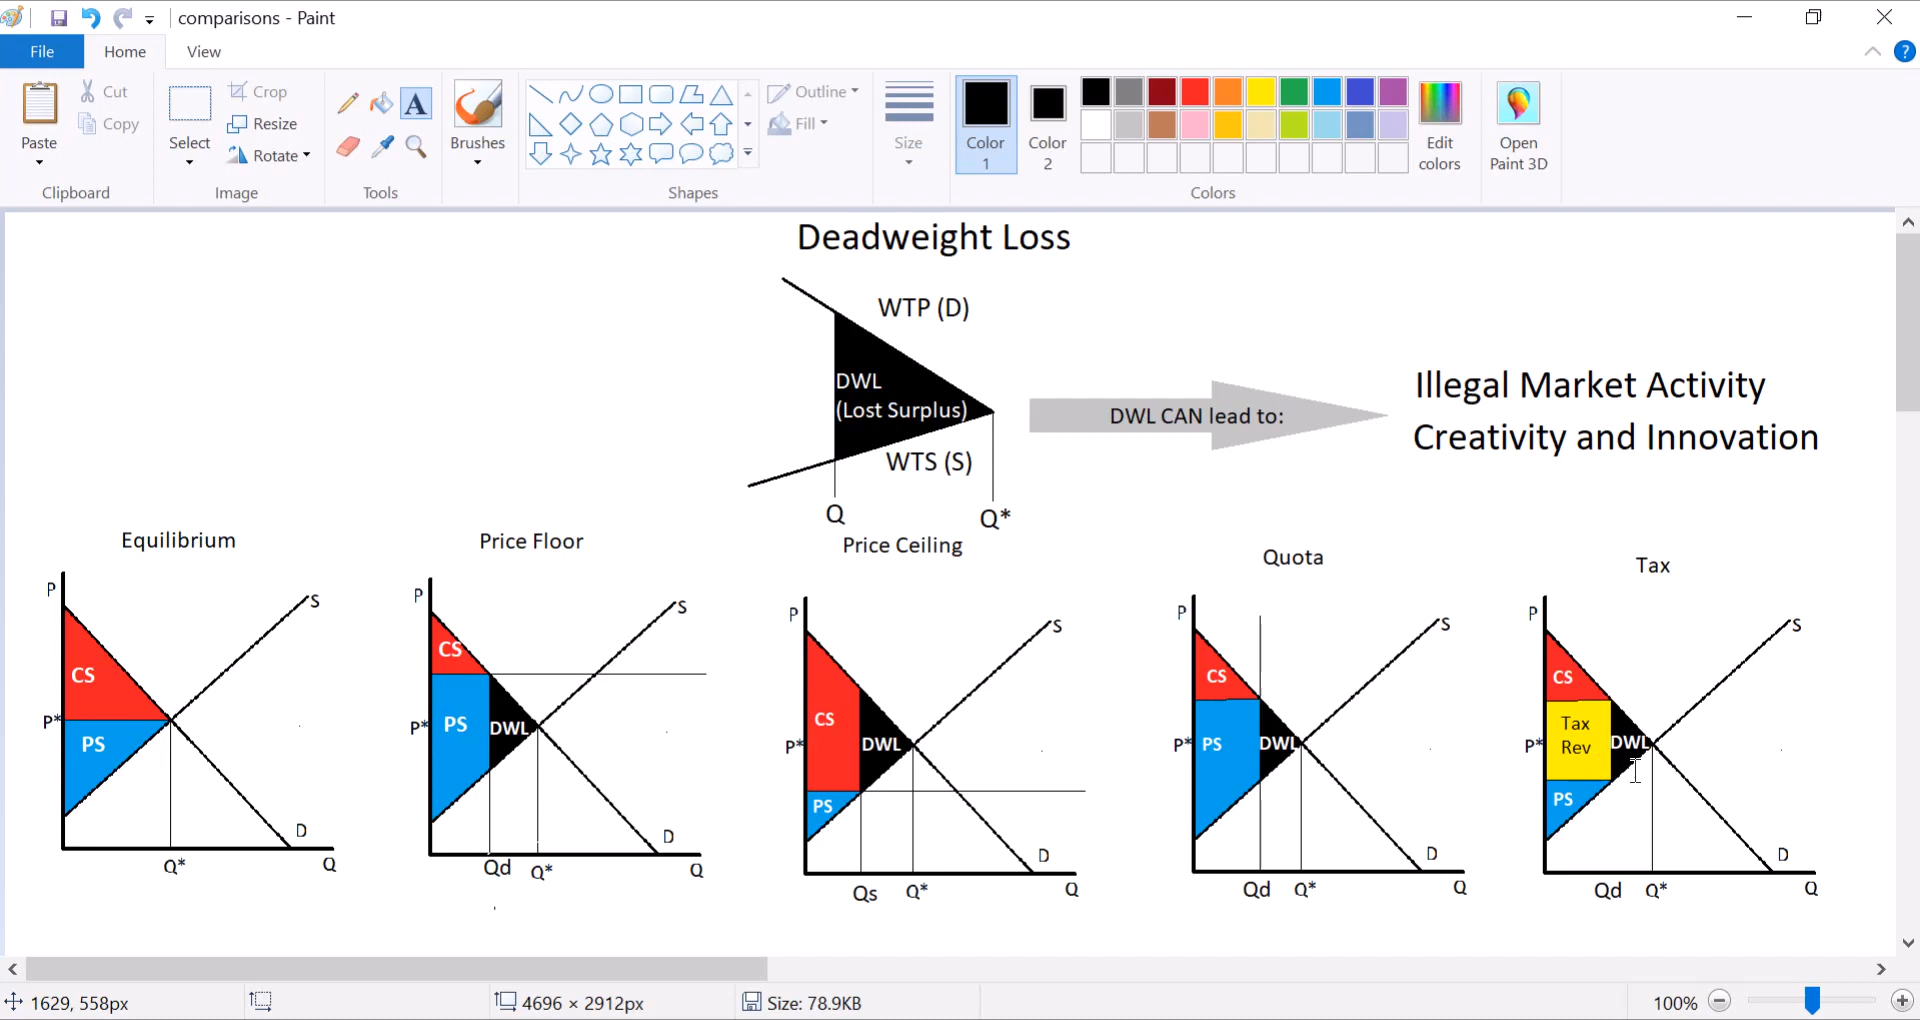 comparisons - Paint
File Home View
Paste
Cut
Copy
Clipboard
Select
Crop
Resize
Rotate
Image
A
Tools
Brushes
Shapes
Outline
Fill
Size
Color 1
Color 2
Colors
Edit colors
Open Paint 3D
?
Deadweight Loss
WTP (D)
DWL
(Lost Surplus)
WTS (S)
Q
Q*
DWL CAN lead to:
Illegal Market Activity
Creativity and Innovation
Equilibrium
P
S
CS
P*
PS
D
Q*
Q
Price Floor
P
S
CS
P*
PS
DWL
D
Qd
Q*
Q
Price Ceiling
P
S
CS
P*
DWL
PS
D
Qs
Q*
Q
Quota
P
S
CS
P*
PS
DWL
D
Qd
Q*
Q
Tax
P
S
CS
Tax
Rev
P*
DWL
PS
D
Qd
Q*
Q
1629, 558px
4696 × 2912px
Size: 78.9KB
100%